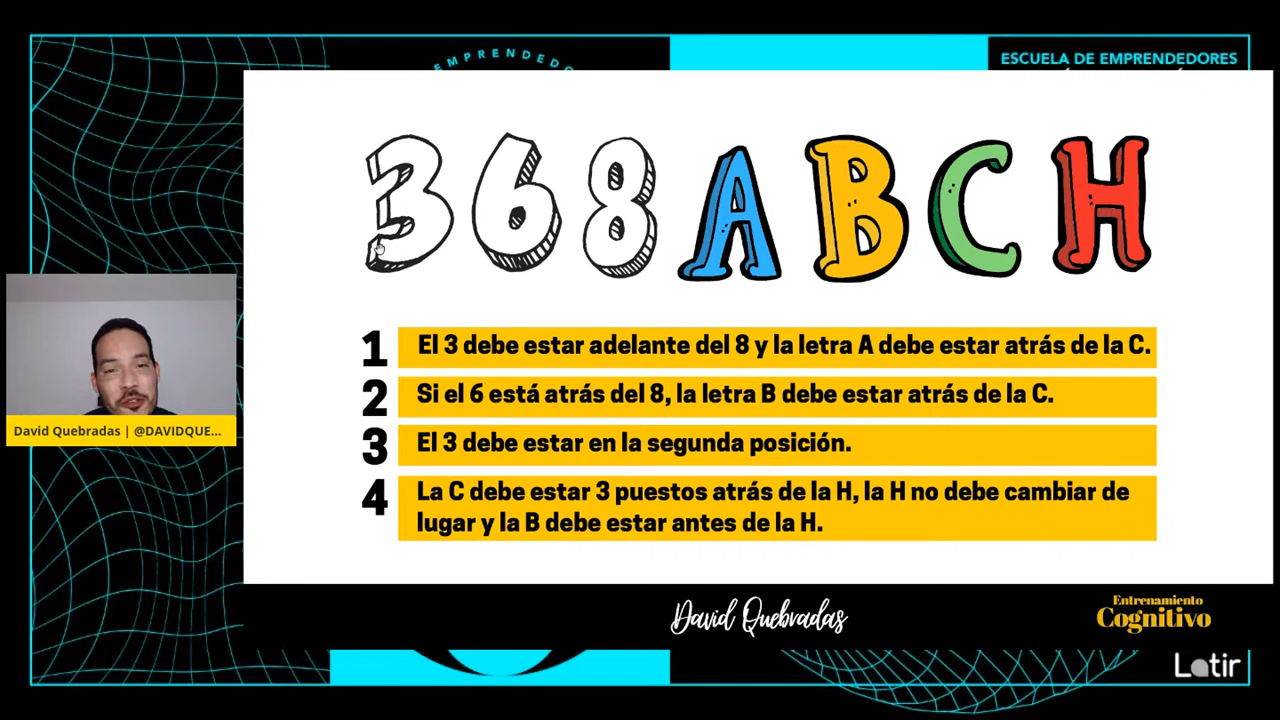 EMPRENDEDO
ESCUELA DE EMPRENDEDORES
3 6 8 A B C H
1 El 3 debe estar adelante del 8 y la letra A debe estar atrás de la C.
2 Si el 6 está atrás del 8, la letra B debe estar atrás de la C.
3 El 3 debe estar en la segunda posición.
4 La C debe estar 3 puestos atrás de la H, la H no debe cambiar de
lugar y la B debe estar antes de la H.
David Quebradas | @DAVIDQUE...
David Quebradas
Entrenamiento
Cognitivo
Latir